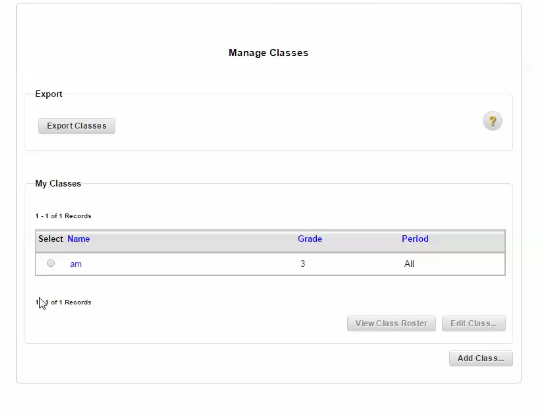 Manage Classes
Export
Export Classes
?
My Classes
1 - 1 of 1 Records
Select Name Grade Period
am 3 All
1 of 1 Records
View Class Roster Edit Class...
Add Class...